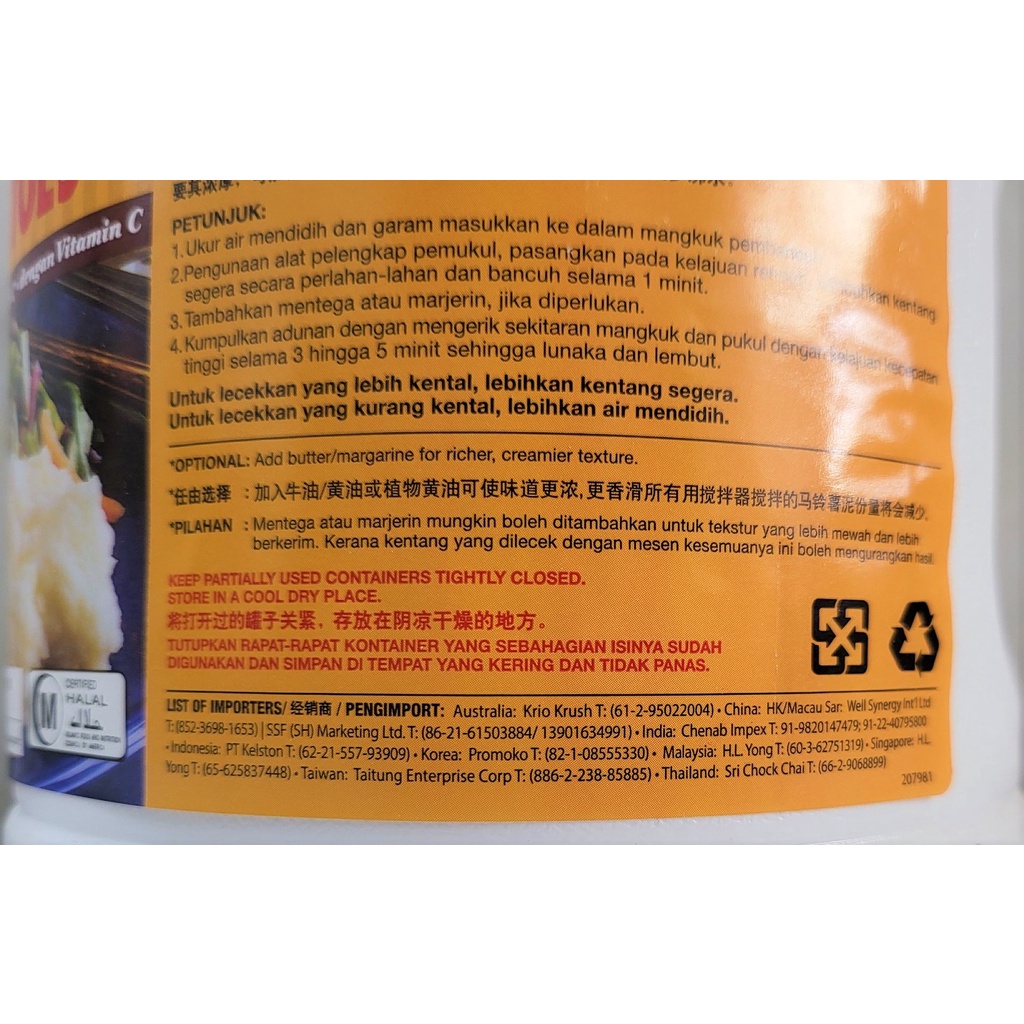 dengan Vitamin C
PETUNJUK:
1. Ukur air mendidih dan garam masukkan ke dalam mangkuk
2. Pengunaan alat pelengkap pemukul, pasangkan pada kelajuan kentang
segera secara perlahan-lahan dan bancuh selama 1 minit.
3. Tambahkan mentega atau marjerin, jika diperlukan.
4. Kumpulkan adunan dengan mengerik sekitaran mangkuk dan pukul dengan kelajuan kecepatan
tinggi selama 3 hingga 5 minit sehingga lunaka dan lembut.
Untuk lecekkan yang lebih kental, lebihkan kentang segera.
Untuk lecekkan yang kurang kental, lebihkan air mendidih.
*OPTIONAL: Add butter/margarine for richer, creamier texture.
*任由选择 : 加入牛油/黄油或植物黄油可使味道更浓,更香滑所有用搅拌器搅拌的马铃薯泥份量将会减少.
*PILAHAN : Mentega atau marjerin mungkin boleh ditambahkan untuk tekstur yang lebih mewah dan lebih
berkerim. Kerana kentang yang dilecek dengan mesen kesemuanya ini boleh mengurangkan hasil.
KEEP PARTIALLY USED CONTAINERS TIGHTLY CLOSED.
STORE IN A COOL DRY PLACE.
将打开过的罐子关紧，存放在阴凉干燥的地方。
TUTUPKAN RAPAT-RAPAT KONTAINER YANG SEBAHAGIAN ISINYA SUDAH
DIGUNAKAN DAN SIMPAN DI TEMPAT YANG KERING DAN TIDAK PANAS.
M
CERTIFIED
HALAL
حلال
ISLAMIC FOOD AND NUTRITION
COUNCIL OF AMERICA
LIST OF IMPORTERS/ 经销商 / PENGIMPORT: Australia: Krio Krush T: (61-2-95022004) • China: HK/Macau Sar: Well Synergy Int'l Ltd
T:(852-3698-1653) | SSF (SH) Marketing Ltd. T: (86-21-61503884/ 13901634991) • India: Chenab Impex T: 91-9820147479; 91-22-40795800
• Indonesia: PT Kelston T: (62-21-557-93909) • Korea: Promoko T: (82-1-08555330) • Malaysia: H.L. Yong T: (60-3-62751319) • Singapore: H.L.
Yong T: (65-625837448) • Taiwan: Taitung Enterprise Corp T: (886-2-238-85885) • Thailand: Sri Chock Chai T: (66-2-9068899)
207981